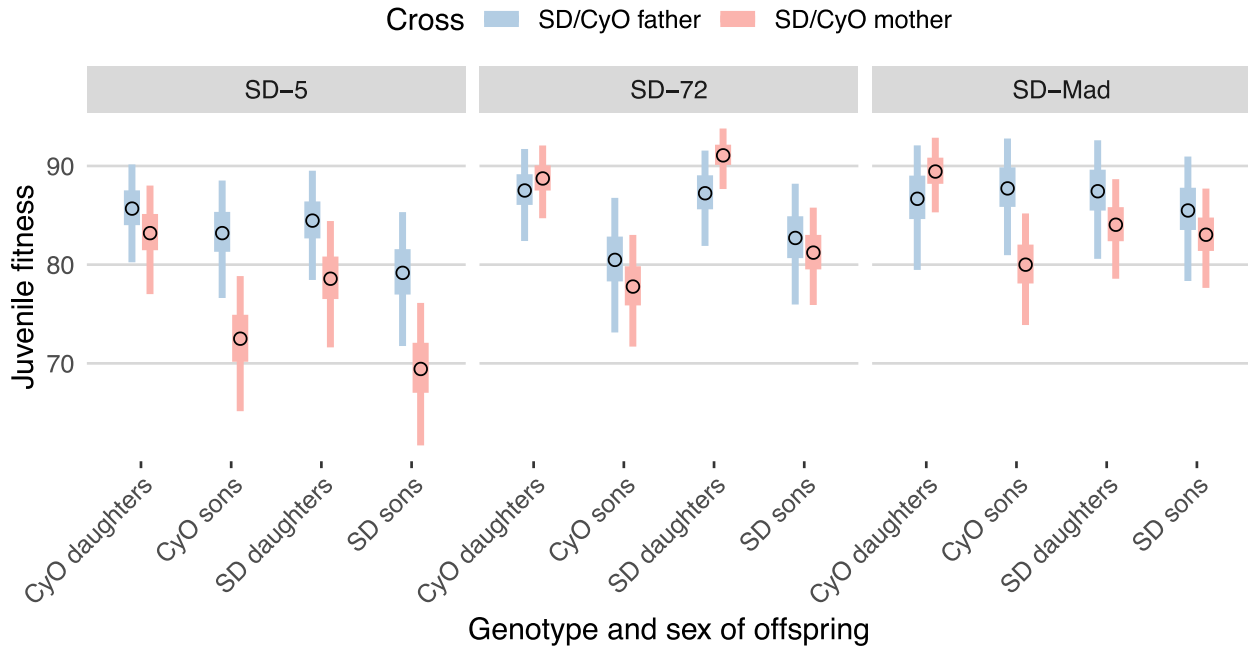 Cross SD/CyO father SD/CyO mother
SD−5 SD−72 SD−Mad
Juvenile fitness
90
80
70
CyO daughters CyO sons SD daughters SD sons CyO daughters CyO sons SD daughters SD sons CyO daughters CyO sons SD daughters SD sons
Genotype and sex of offspring